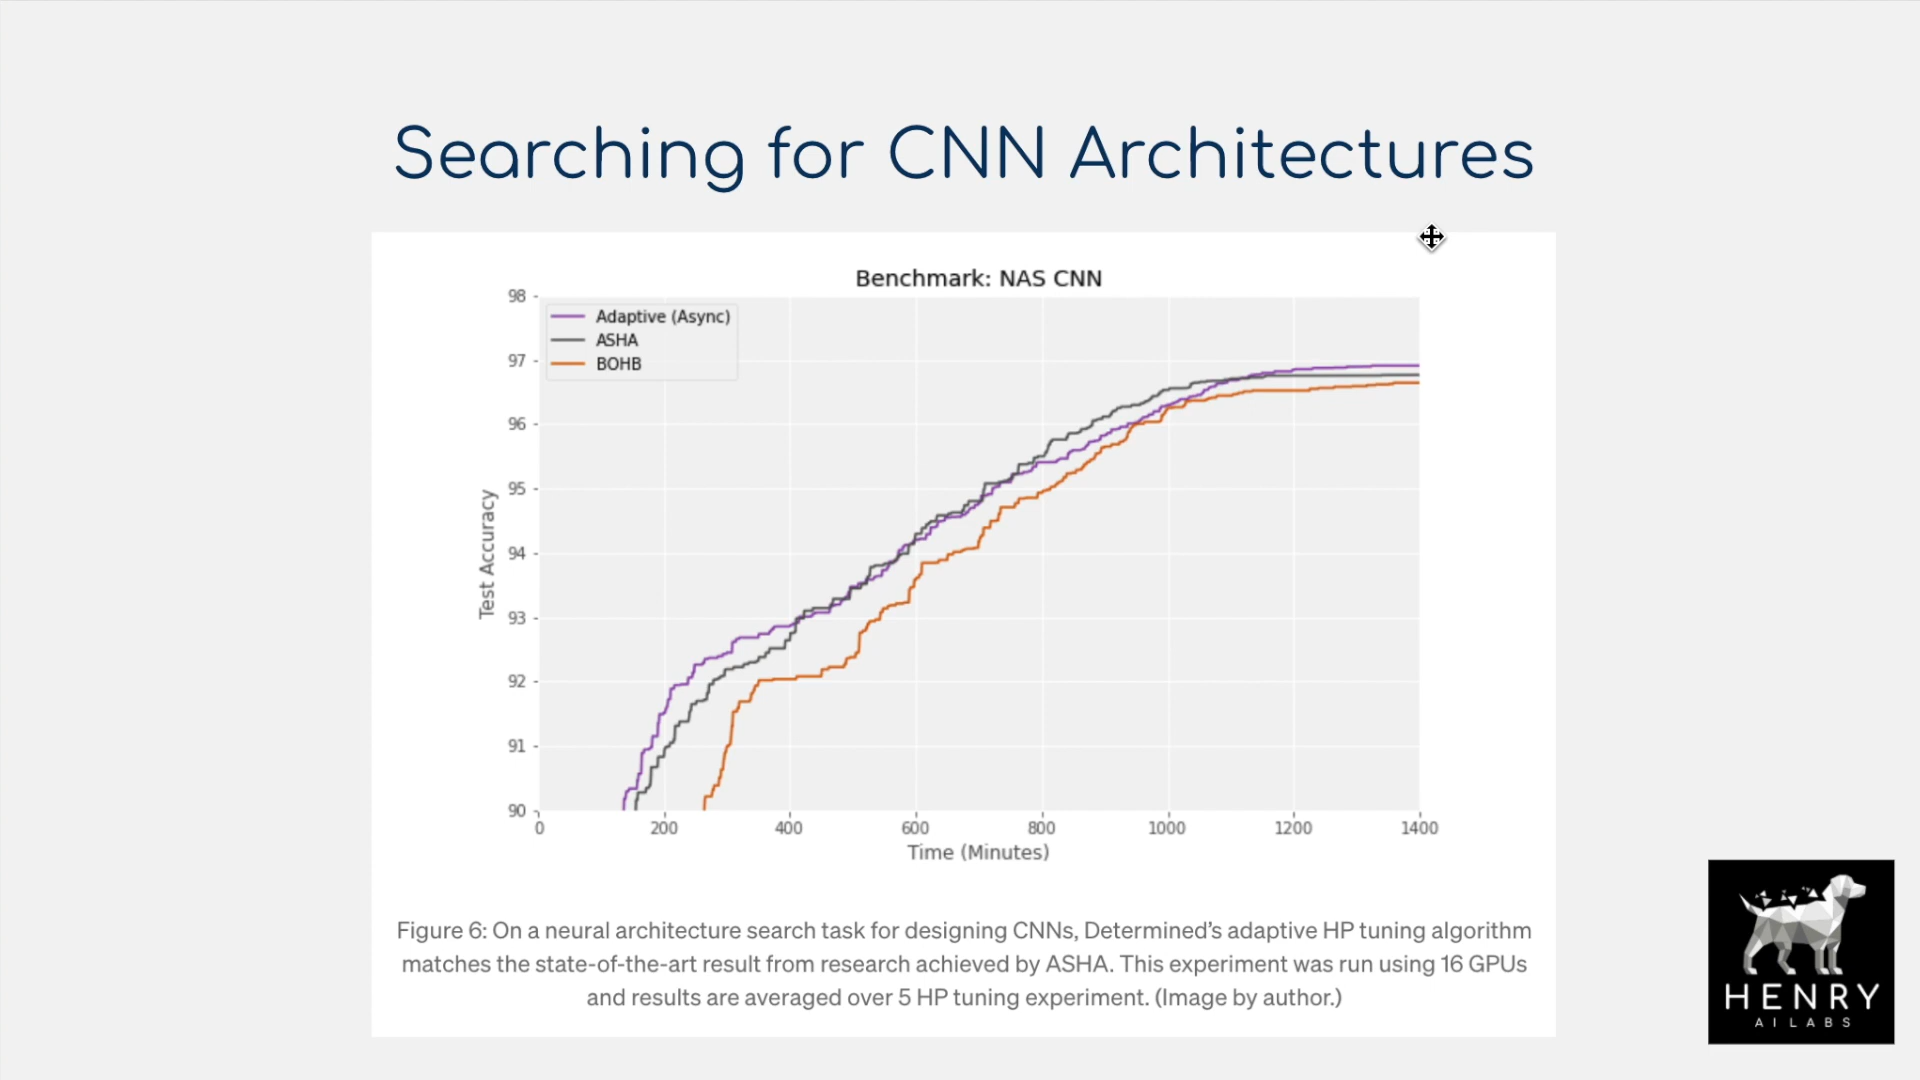 Searching for CNN Architectures
Benchmark: NAS CNN
Adaptive (Async)
ASHA
BOHB
98
97
96
95
94
93
92
91
90
Test Accuracy
0 200 400 600 800 1000 1200 1400
Time (Minutes)
Figure 6: On a neural architecture search task for designing CNNs, Determined’s adaptive HP tuning algorithm
matches the state-of-the-art result from research achieved by ASHA. This experiment was run using 16 GPUs
and results are averaged over 5 HP tuning experiment. (Image by author.)
HENRY
AI LABS